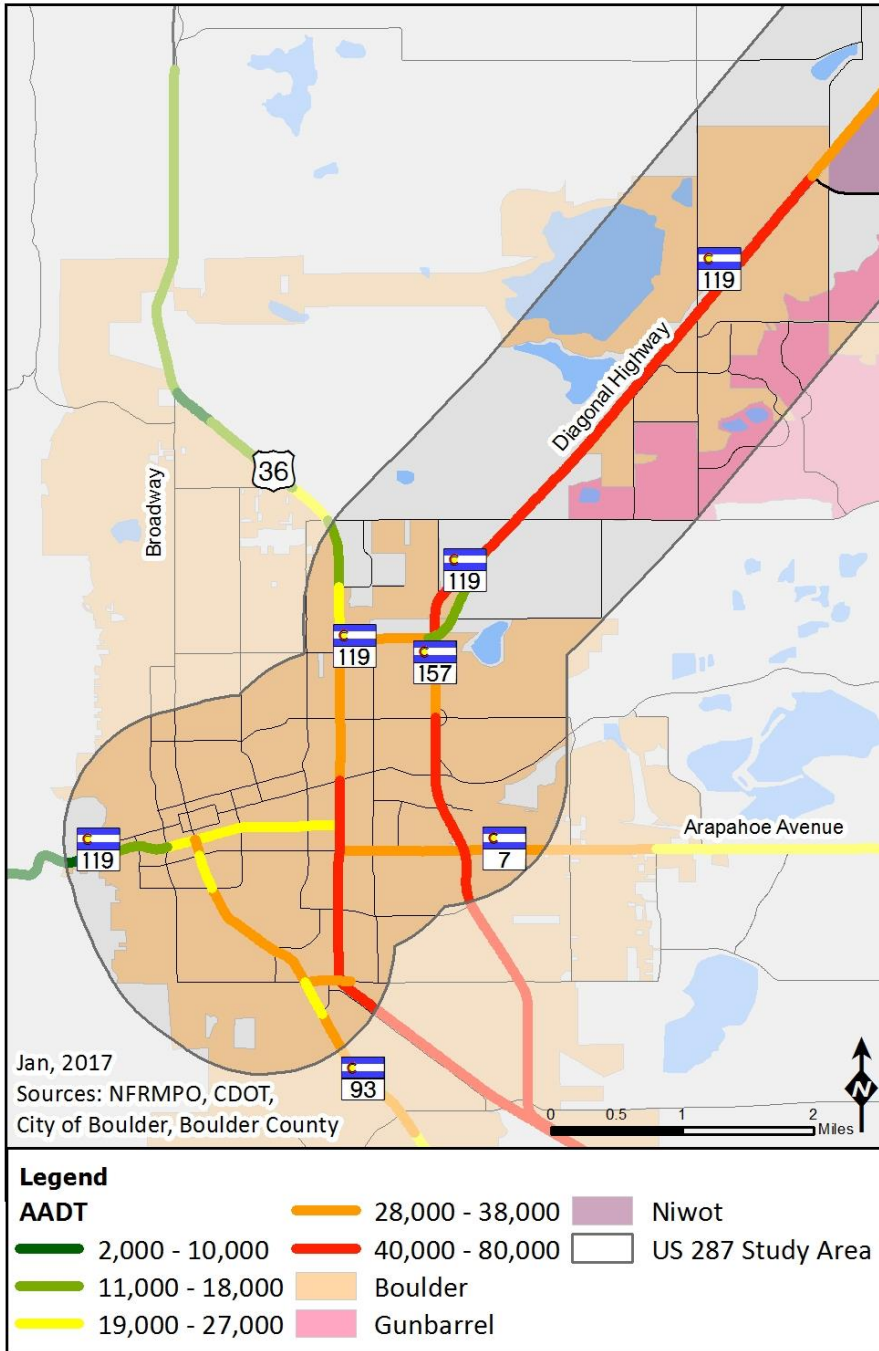 119
Diagonal Highway
Broadway
36
119
119
157
Arapahoe Avenue
119
7
93
Jan, 2017
Sources: NFRMPO, CDOT,
City of Boulder, Boulder County
N
0 0.5 1 2
Miles
Legend
AADT
2,000 - 10,000
11,000 - 18,000
19,000 - 27,000
28,000 - 38,000
40,000 - 80,000
Boulder
Gunbarrel
Niwot
US 287 Study Area